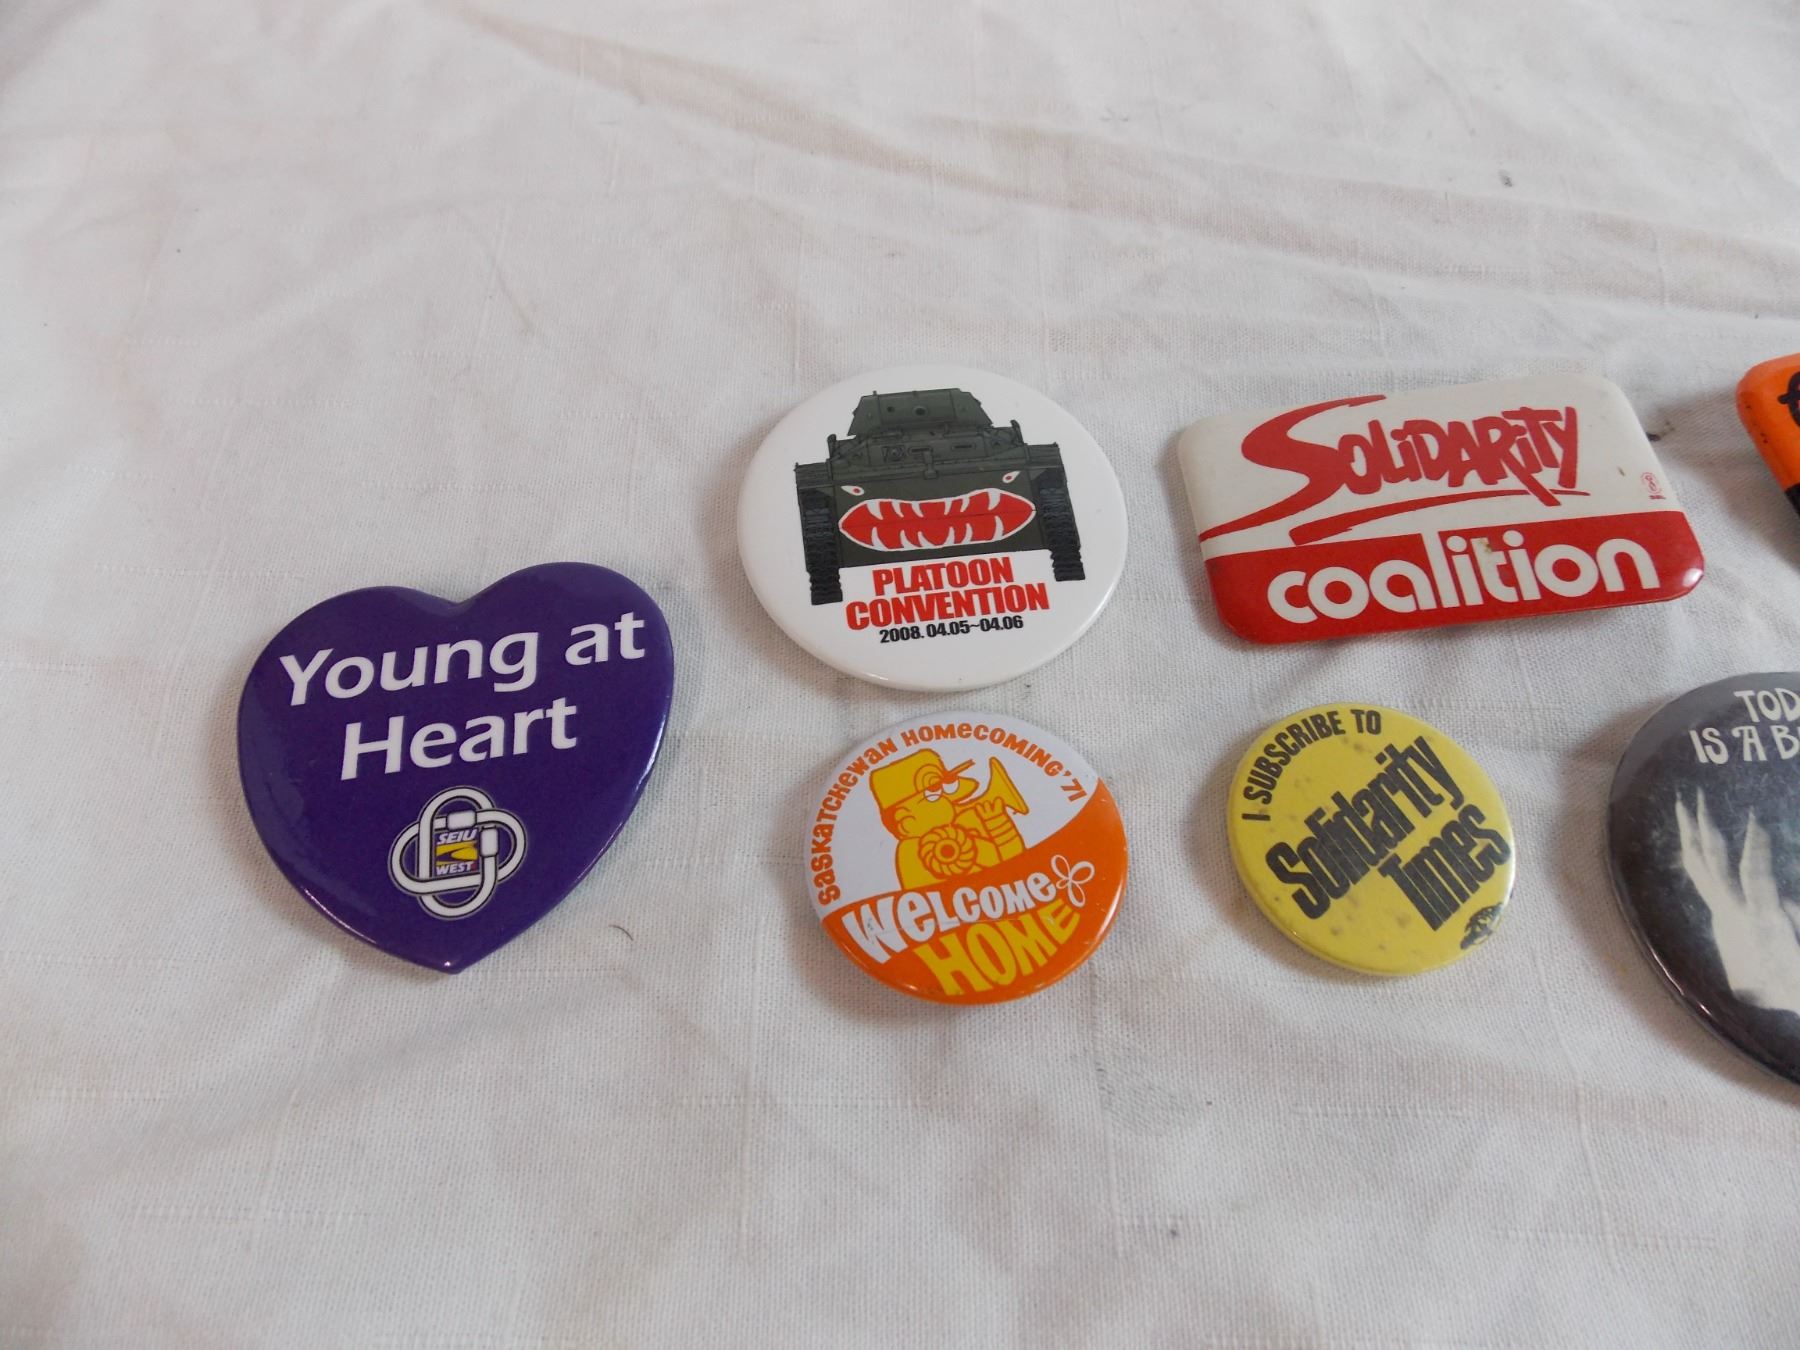 Young at
Heart
SEIU
WEST
PLATOON
CONVENTION
2008. 04.05~04.06
SASKATCHEWAN HOMECOMING '71
WELCOME
HOME
SOLiDARiTY
coalition
I SUBSCRIBE TO
Solidarity
Times
IS A